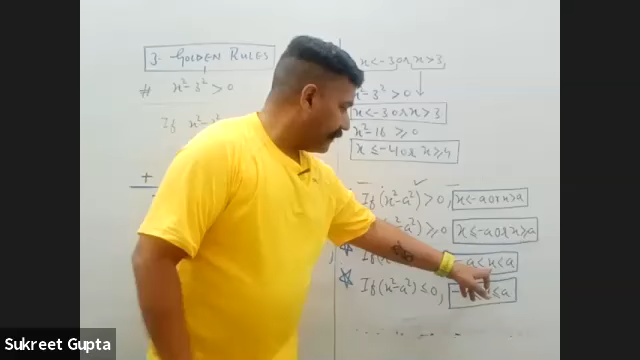 3. GOLDEN RULES
# x²-3²>0
If x²-
+
x<-3 or x>3,
x²-3²>0
x<-3 or x>3
x²-16 ≥0
x≤-4 or x≥4
If (x²-a²)>0, x<-a or x>a
a²)≥0, x≤-a or x≥a
-a<x<a
If (x²-a²)≤0, ≤a
Sukreet Gupta